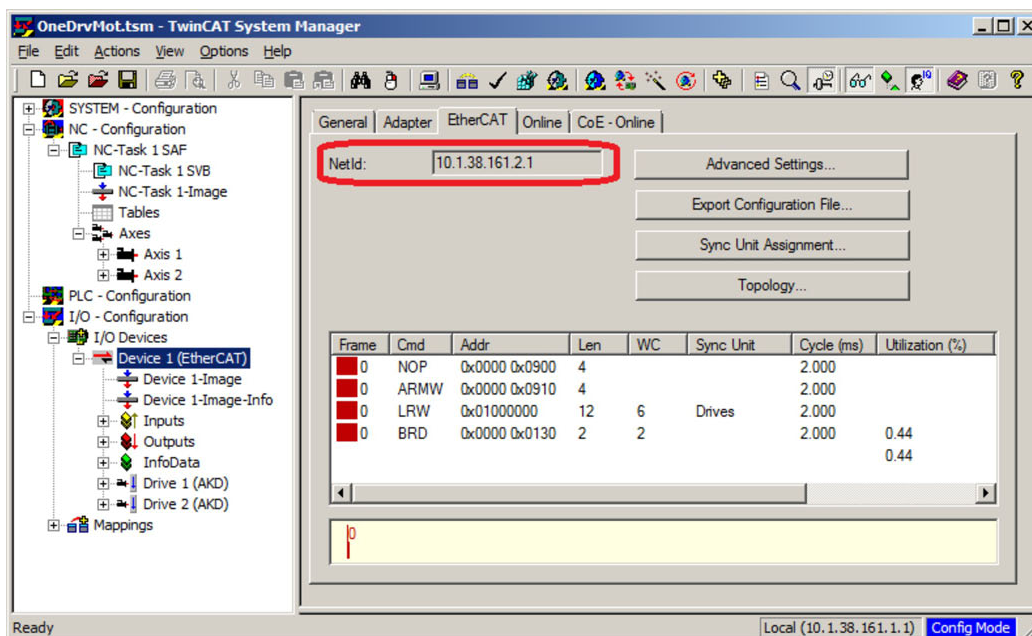 OneDrvMot.tsm - TwinCAT System Manager
File Edit Actions View Options Help
SYSTEM - Configuration
NC - Configuration
NC-Task 1 SAF
NC-Task 1 SVB
NC-Task 1-Image
Tables
Axes
Axis 1
Axis 2
PLC - Configuration
I/O - Configuration
I/O Devices
Device 1 (EtherCAT)
Device 1-Image
Device 1-Image-Info
Inputs
Outputs
InfoData
Drive 1 (AKD)
Drive 2 (AKD)
Mappings
General Adapter EtherCAT Online CoE - Online
NetId: 10.1.38.161.2.1
Advanced Settings...
Export Configuration File...
Sync Unit Assignment...
Topology...
Frame Cmd Addr Len WC Sync Unit Cycle (ms) Utilization (%)
0 NOP 0x0000 0x0900 4 2.000
0 ARMW 0x0000 0x0910 4 2.000
0 LRW 0x01000000 12 6 Drives 2.000
0 BRD 0x0000 0x0130 2 2 2.000 0.44
0.44
0
Ready Local (10.1.38.161.1.1) Config Mode